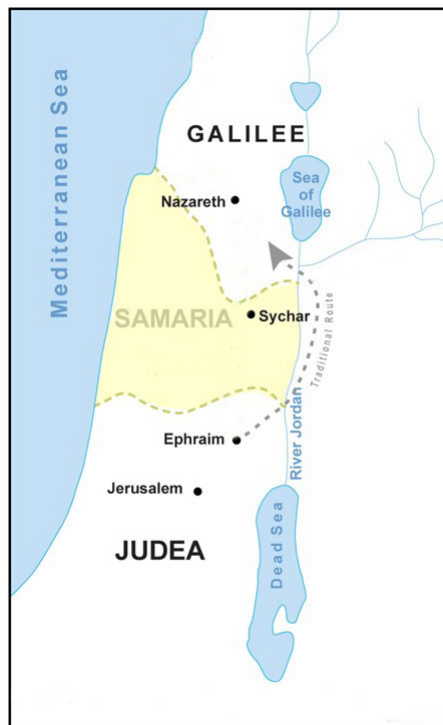 Mediterranean Sea
GALILEE
Sea
of
Galilee
Nazareth
SAMARIA
Sychar
Traditional Route
Ephraim
River Jordan
Jerusalem
JUDEA
Dead Sea